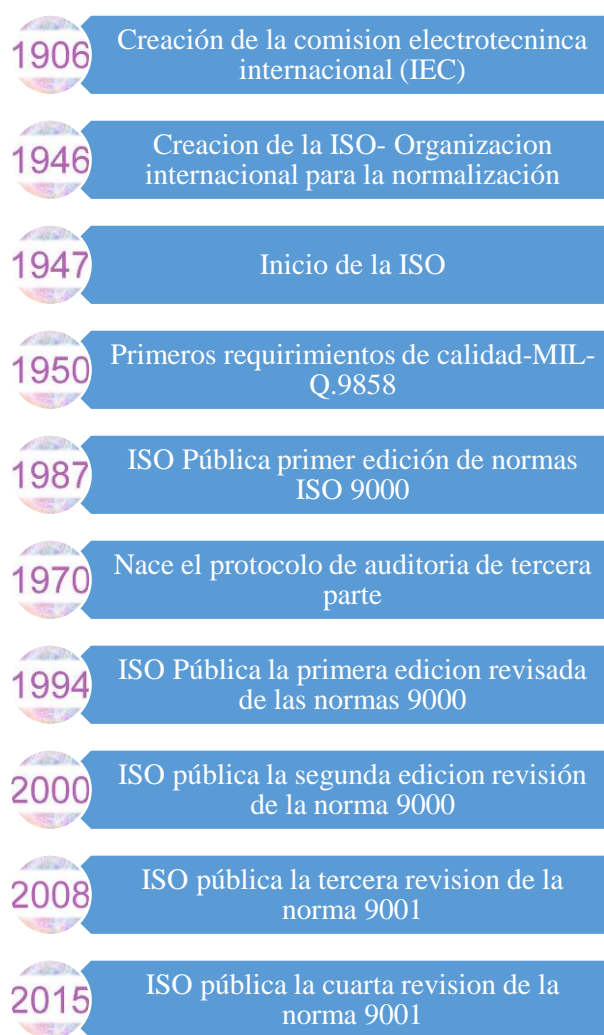 1906
Creación de la comision electrotecninca
internacional (IEC)
1946
Creacion de la ISO- Organizacion
internacional para la normalización
1947
Inicio de la ISO
1950
Primeros requirimientos de calidad-MIL-
Q.9858
1987
ISO Pública primer edición de normas
ISO 9000
1970
Nace el protocolo de auditoria de tercera
parte
1994
ISO Pública la primera edicion revisada
de las normas 9000
2000
ISO pública la segunda edicion revisión
de la norma 9000
2008
ISO pública la tercera revision de la
norma 9001
2015
ISO pública la cuarta revision de la
norma 9001